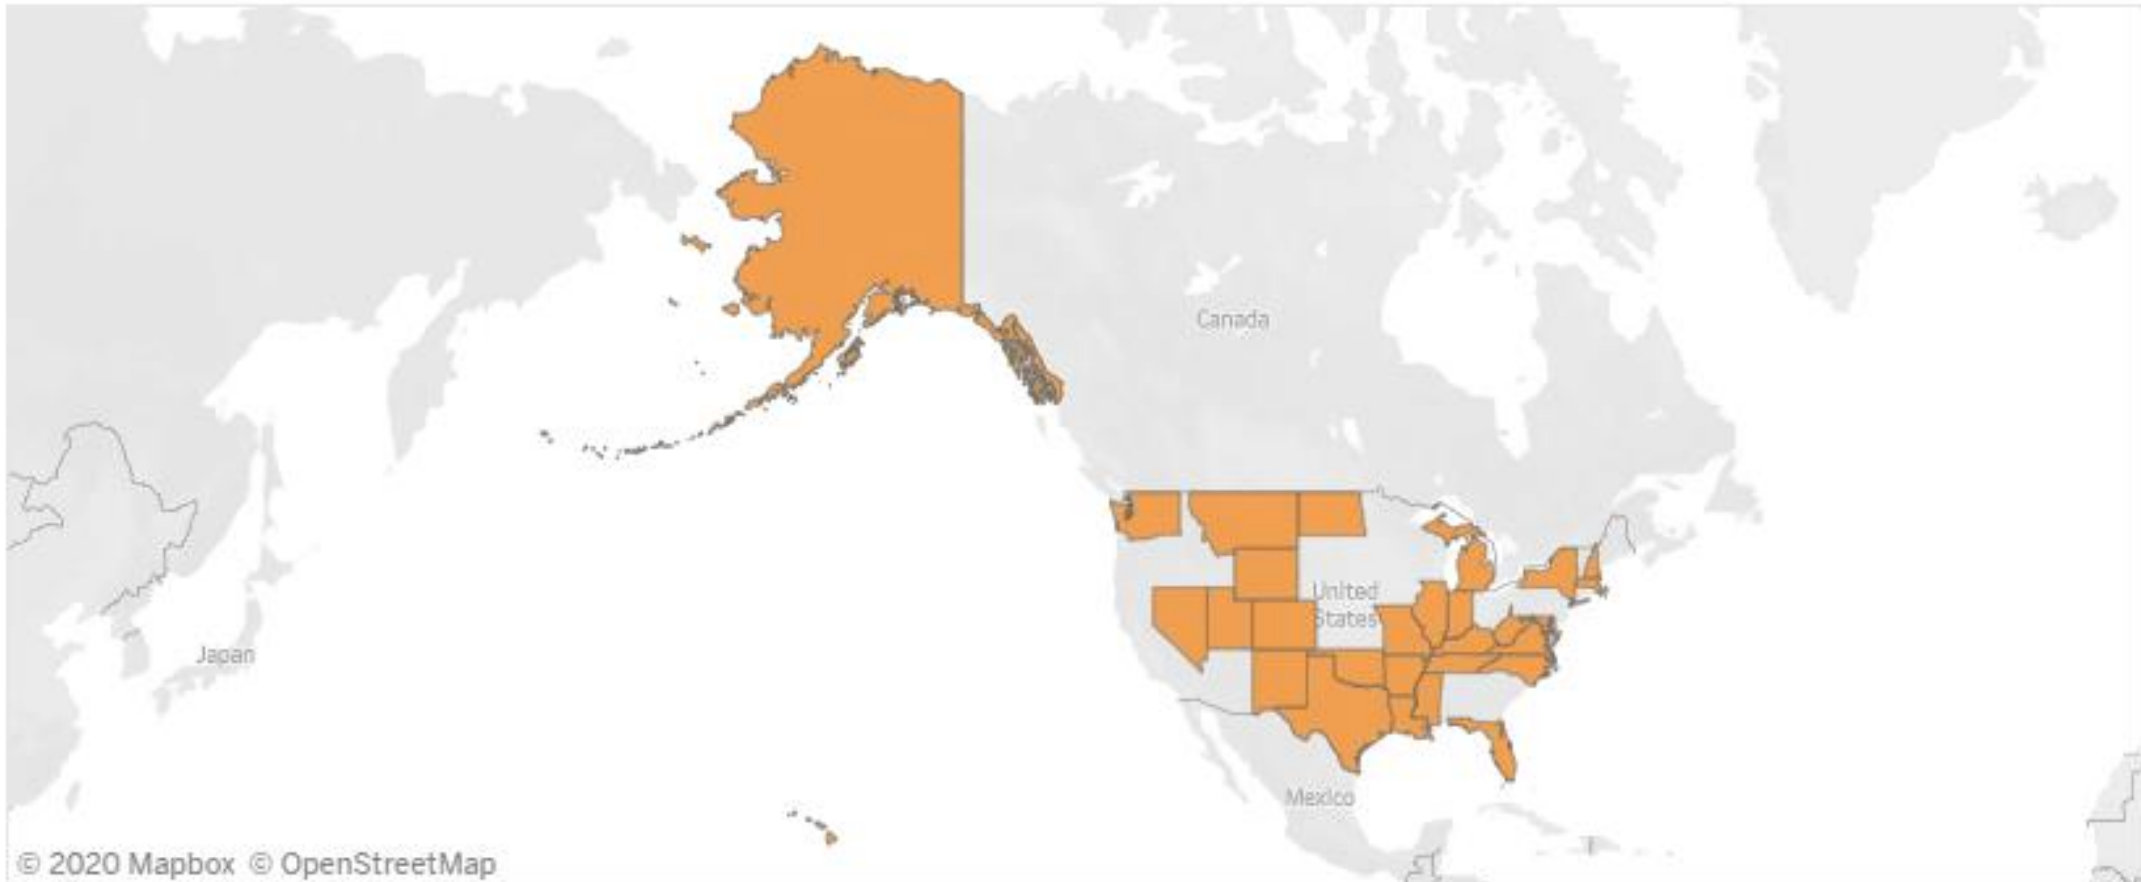 Canada
United
States
Japan
Mexico
© 2020 Mapbox © OpenStreetMap